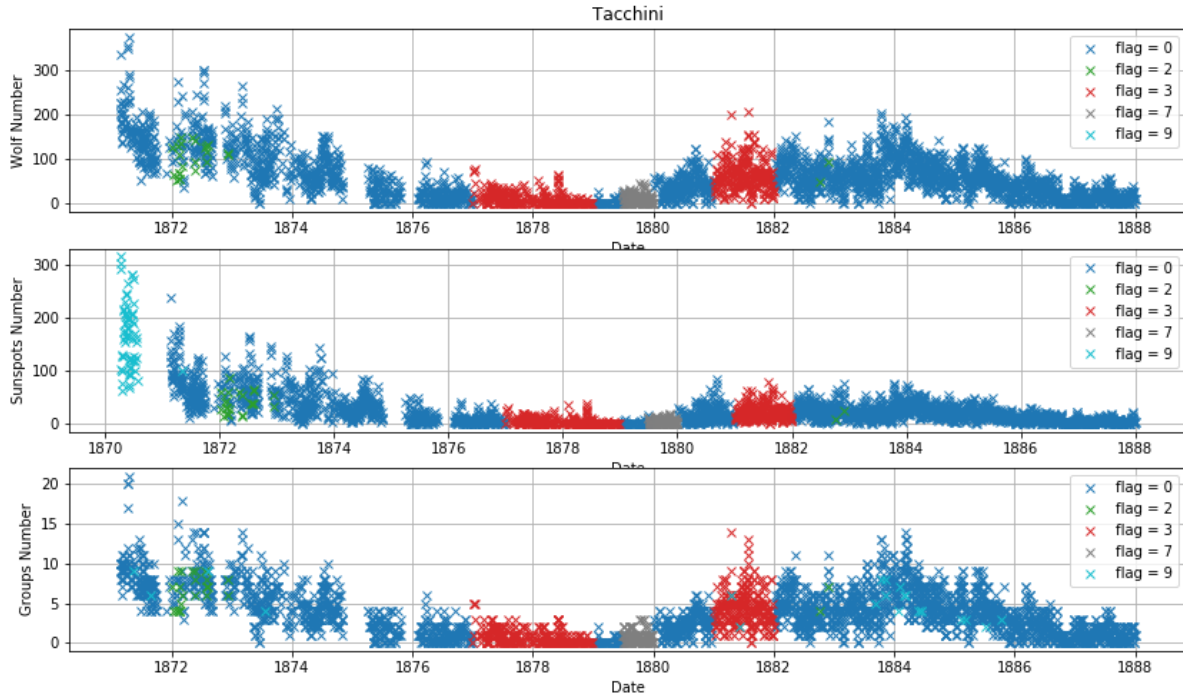 Tacchini
Wolf Number
300
200
100
0
flag = 0
flag = 2
flag = 3
flag = 7
flag = 9
1872 1874 1876 1878 1880 1882 1884 1886 1888
Date
Sunspots Number
300
200
100
0
flag = 0
flag = 2
flag = 3
flag = 7
flag = 9
1870 1872 1874 1876 1878 1880 1882 1884 1886 1888
Date
Groups Number
20
15
10
5
0
flag = 0
flag = 2
flag = 3
flag = 7
flag = 9
1872 1874 1876 1878 1880 1882 1884 1886 1888
Date